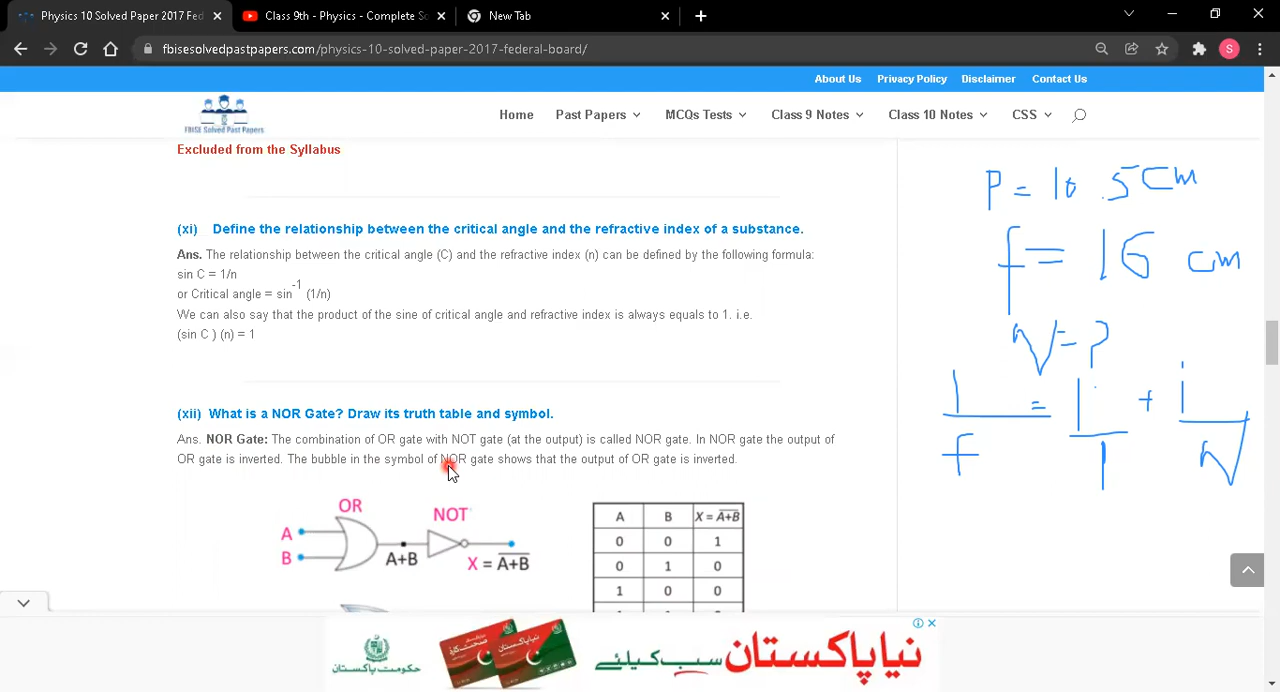 Physics 10 Solved Paper 2017 Fed
Class 9th - Physics - Complete So
New Tab
fbisesolvedpastpapers.com/physics-10-solved-paper-2017-federal-board/
S
About Us Privacy Policy Disclaimer Contact Us
FBISE Solved Past Papers
Home Past Papers MCQs Tests Class 9 Notes Class 10 Notes CSS
Excluded from the Syllabus
(xi) Define the relationship between the critical angle and the refractive index of a substance.
Ans. The relationship between the critical angle (C) and the refractive index (n) can be defined by the following formula:
sin C = 1/n
or Critical angle = sin-1 (1/n)
We can also say that the product of the sine of critical angle and refractive index is always equals to 1. i.e.
(sin C ) (n) = 1
(xii) What is a NOR Gate? Draw its truth table and symbol.
Ans. NOR Gate: The combination of OR gate with NOT gate (at the output) is called NOR gate. In NOR gate the output of
OR gate is inverted. The bubble in the symbol of NOR gate shows that the output of OR gate is inverted.
OR
NOT
A
B
A+B
X = A̅+̅B̅
A B X = A̅+̅B̅
0 0 1
0 1 0
1 0 0
P = 10.5 cm
f = 16 cm
V = ?
1/f = 1/P + 1/V
حکومت پاکستان
نیا پاکستان
سب کیلئے